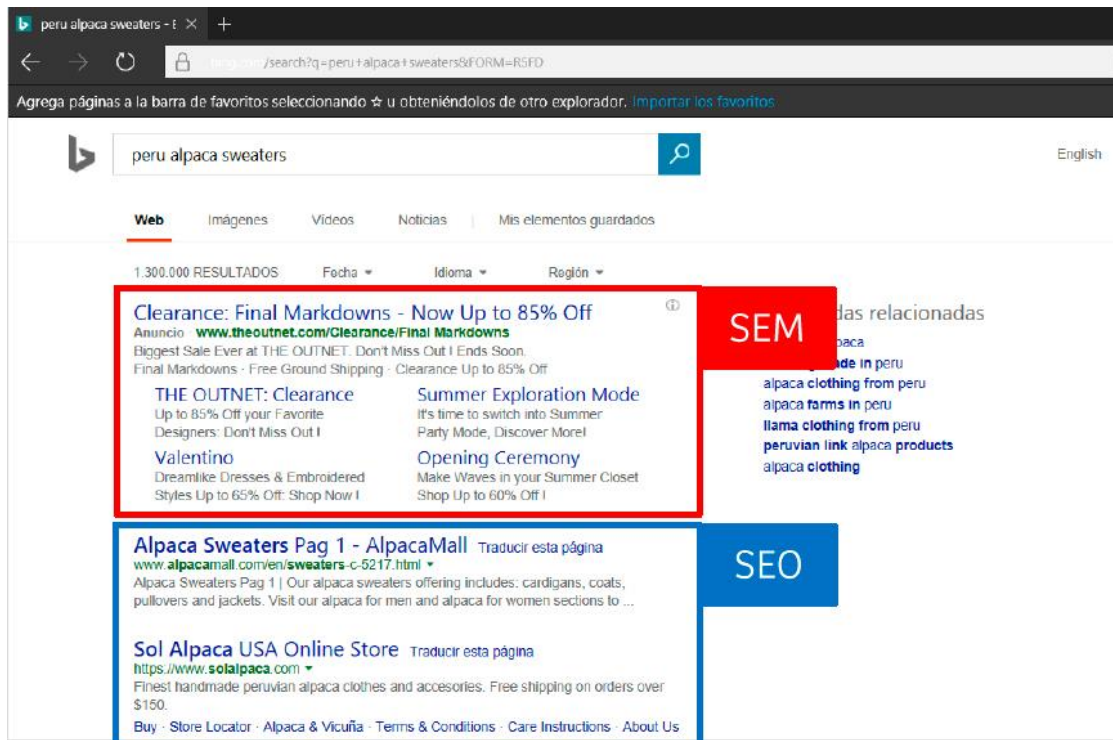 peru alpaca sweaters - E
/search?q=peru+alpaca+sweaters&FORM=R5FD
Agrega páginas a la barra de favoritos seleccionando ☆ u obteniéndolos de otro explorador. Importar los favoritos
peru alpaca sweaters
English
Web Imágenes Vídeos Noticias | Mis elementos guardados
1.300.000 RESULTADOS Fecha Idioma Región
Clearance: Final Markdowns - Now Up to 85% Off
Anuncio · www.theoutnet.com/Clearance/Final Markdowns
Biggest Sale Ever at THE OUTNET. Don't Miss Out ! Ends Soon.
Final Markdowns · Free Ground Shipping · Clearance Up to 85% Off
THE OUTNET: Clearance
Up to 85% Off your Favorite
Designers: Don't Miss Out !
Summer Exploration Mode
It's time to switch into Summer
Party Mode, Discover More!
Valentino
Dreamlike Dresses & Embroidered
Styles Up to 65% Off: Shop Now !
Opening Ceremony
Make Waves in your Summer Closet
Shop Up to 60% Off !
SEM
das relacionadas
paca
ade in peru
alpaca clothing from peru
alpaca farms in peru
llama clothing from peru
peruvian link alpaca products
alpaca clothing
Alpaca Sweaters Pag 1 - AlpacaMall Traducir esta página
www.alpacamall.com/en/sweaters-c-5217.html
Alpaca Sweaters Pag 1 | Our alpaca sweaters offering includes: cardigans, coats,
pullovers and jackets. Visit our alpaca for men and alpaca for women sections to ...
SEO
Sol Alpaca USA Online Store Traducir esta página
https://www.solalpaca.com
Finest handmade peruvian alpaca clothes and accesories. Free shipping on orders over
$150.
Buy · Store Locator · Alpaca & Vicuña · Terms & Conditions · Care Instructions · About Us